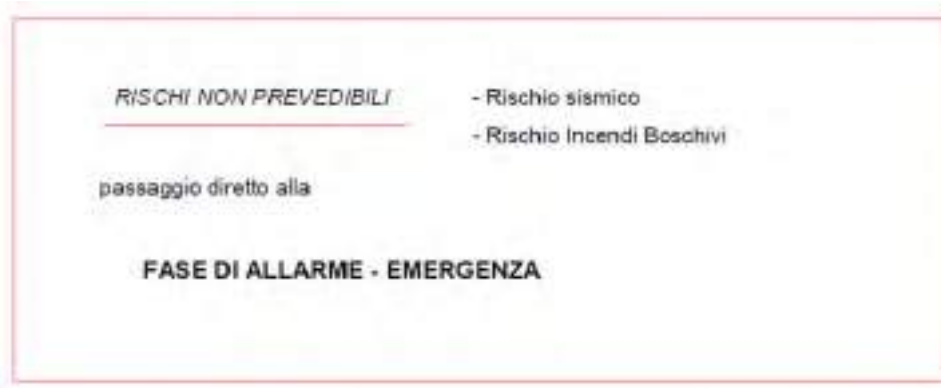 RISCHI NON PREVEDIBILI - Rischio sismico
- Rischio Incendi Boschivi
passaggio diretto alla
FASE DI ALLARME - EMERGENZA